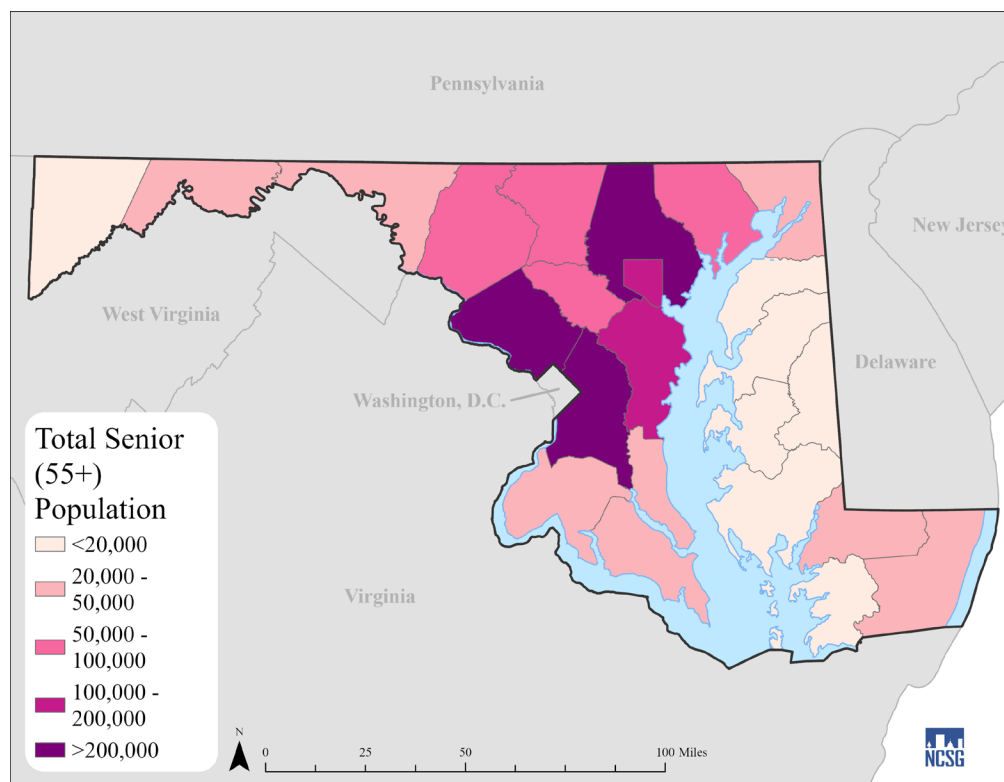 Pennsylvania
New Jersey
West Virginia
Delaware
Washington, D.C.
Virginia
Total Senior
(55+)
Population
<20,000
20,000 -
50,000
50,000 -
100,000
100,000 -
200,000
>200,000
N
0 25 50 100 Miles
NCSG